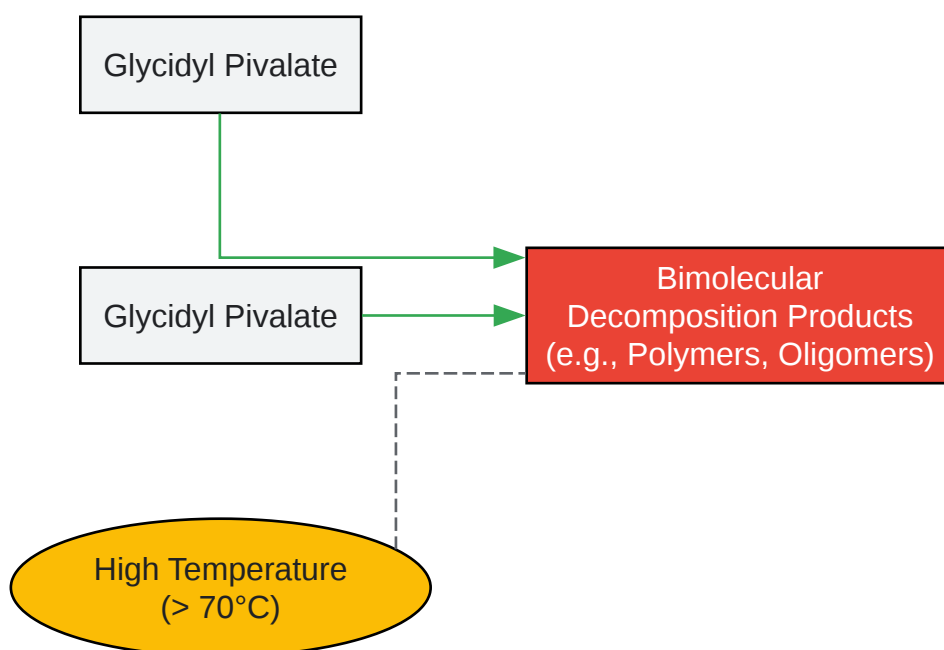 Glycidyl Pivalate
Glycidyl Pivalate
Bimolecular
Decomposition Products
(e.g., Polymers, Oligomers)
High Temperature
(> 70°C)